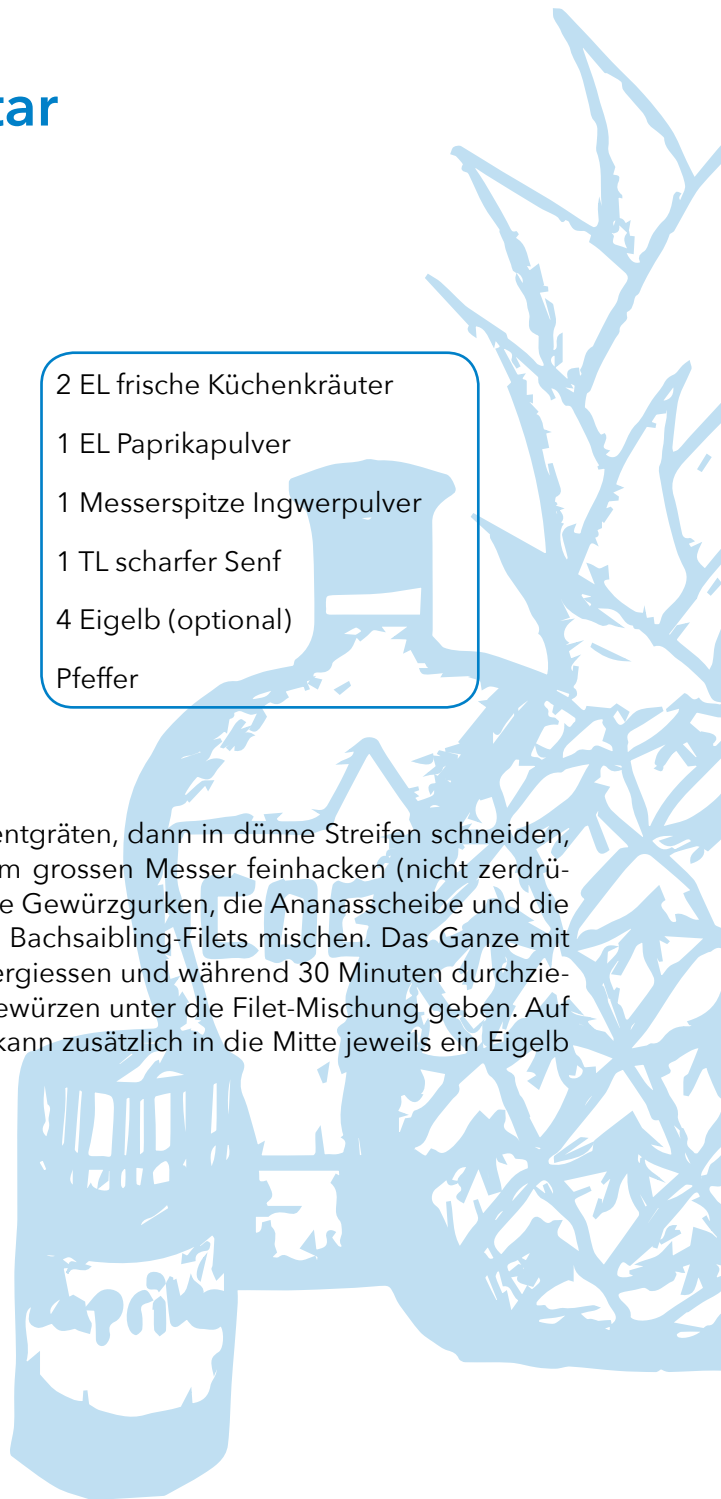 tar
2 EL frische Küchenkräuter
1 EL Paprikapulver
1 Messerspitze Ingwerpulver
1 TL scharfer Senf
4 Eigelb (optional)
Pfeffer
entgräten, dann in dünne Streifen schneiden,
m grossen Messer feinhacken (nicht zerdrü-
e Gewürzgurken, die Ananasscheibe und die
Bachsaibling-Filets mischen. Das Ganze mit
ergiessen und während 30 Minuten durchzie-
ewürzen unter die Filet-Mischung geben. Auf
kann zusätzlich in die Mitte jeweils ein Eigelb
COG
aprika